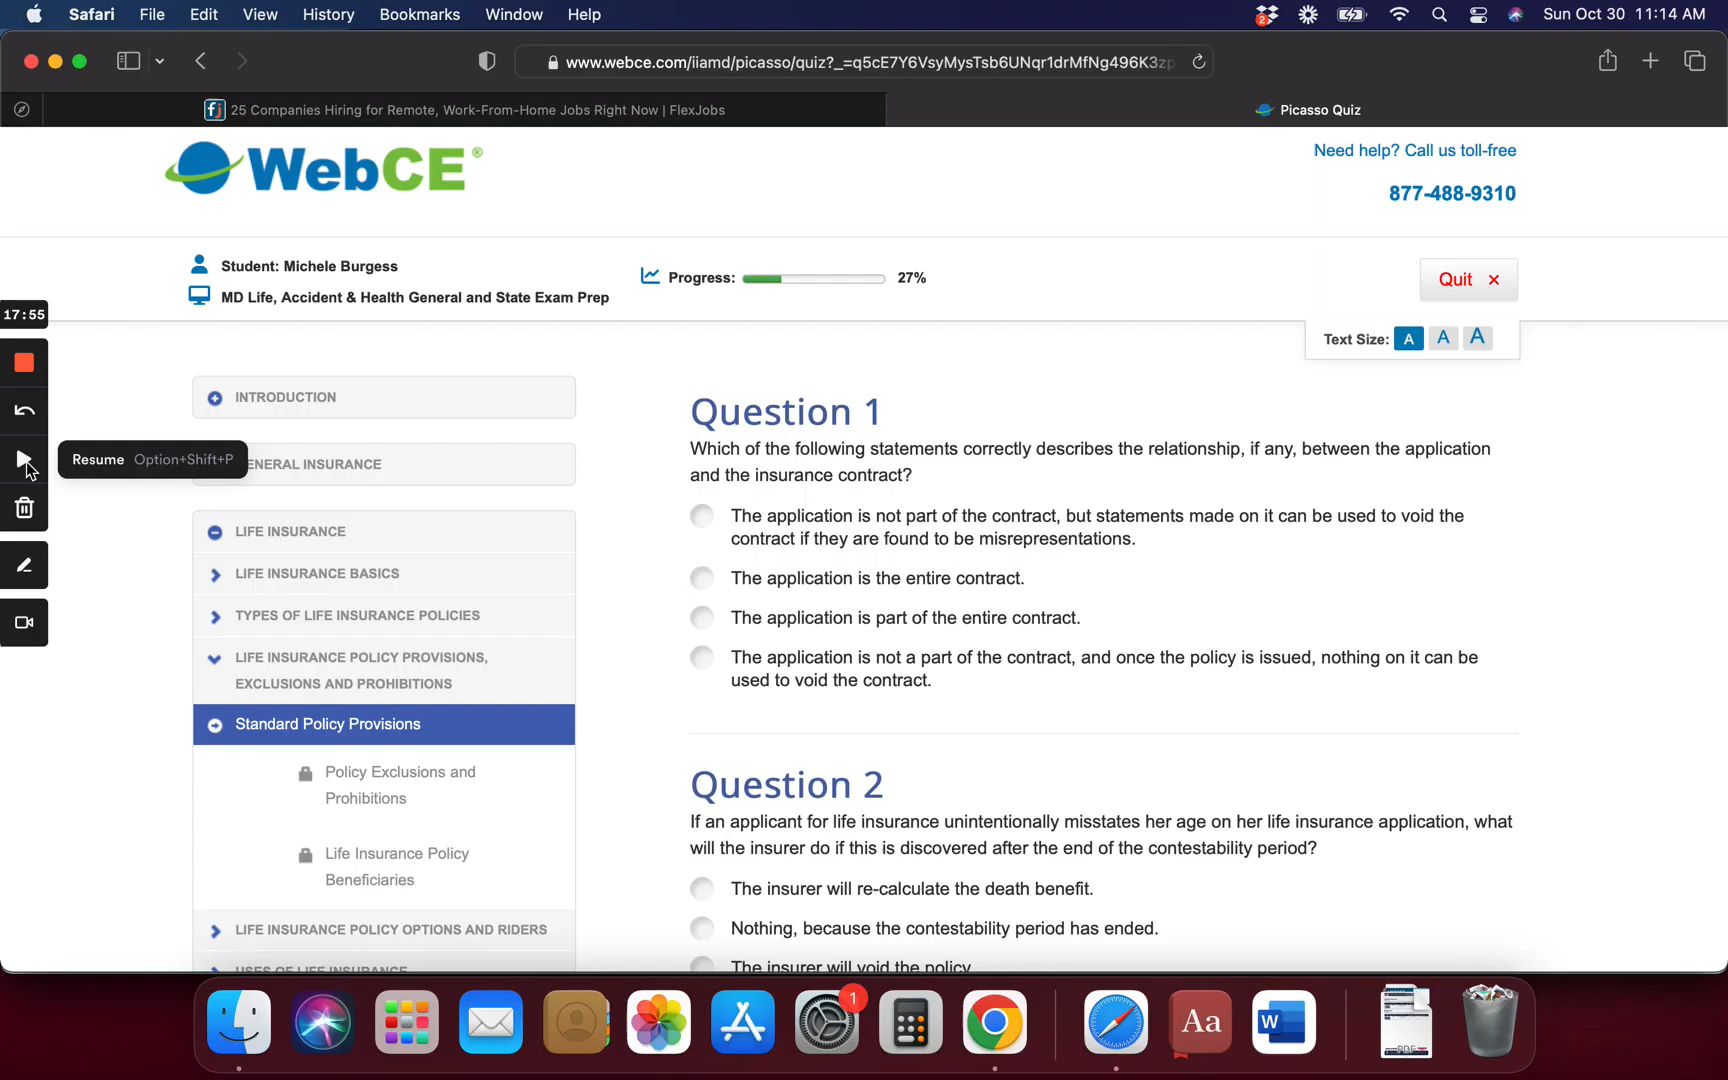 Safari File Edit View History Bookmarks Window Help
2
Sun Oct 30 11:14 AM
www.webce.com/iiamd/picasso/quiz?_=q5cE7Y6VsyMysTsb6UNqr1drMfNg496K3zp
25 Companies Hiring for Remote, Work-From-Home Jobs Right Now | FlexJobs
Picasso Quiz
WebCE®
Need help? Call us toll-free
877-488-9310
Student: Michele Burgess
MD Life, Accident & Health General and State Exam Prep
Progress: 27%
Quit ×
Text Size: A A A
17:55
Resume Option+Shift+P
INTRODUCTION
ENERAL INSURANCE
LIFE INSURANCE
LIFE INSURANCE BASICS
TYPES OF LIFE INSURANCE POLICIES
LIFE INSURANCE POLICY PROVISIONS,
EXCLUSIONS AND PROHIBITIONS
Standard Policy Provisions
Policy Exclusions and
Prohibitions
Life Insurance Policy
Beneficiaries
LIFE INSURANCE POLICY OPTIONS AND RIDERS
USES OF LIFE INSURANCE
Question 1
Which of the following statements correctly describes the relationship, if any, between the application
and the insurance contract?
The application is not part of the contract, but statements made on it can be used to void the
contract if they are found to be misrepresentations.
The application is the entire contract.
The application is part of the entire contract.
The application is not a part of the contract, and once the policy is issued, nothing on it can be
used to void the contract.
Question 2
If an applicant for life insurance unintentionally misstates her age on her life insurance application, what
will the insurer do if this is discovered after the end of the contestability period?
The insurer will re-calculate the death benefit.
Nothing, because the contestability period has ended.
The insurer will void the policy
1
Aa
W
PDF